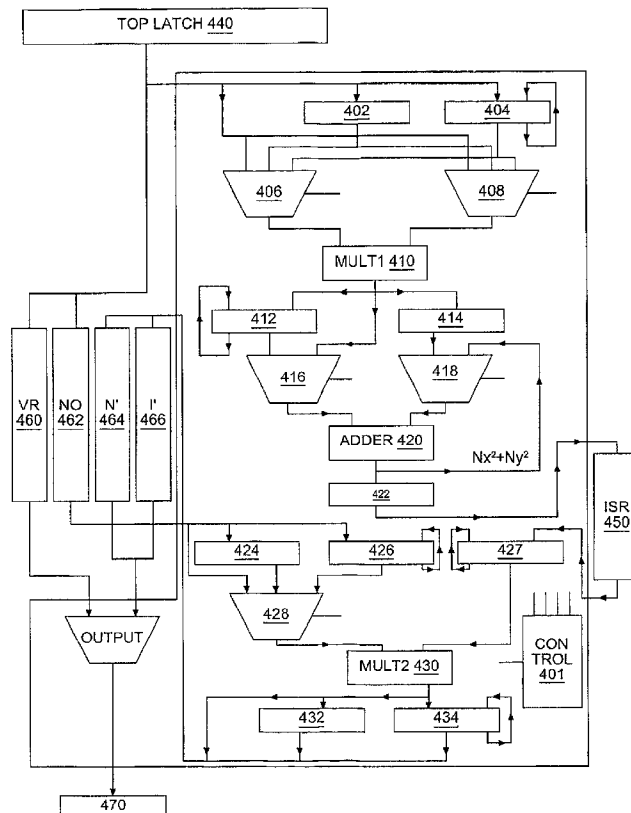 TOP LATCH 440
402
404
406
408
MULT1 410
412
414
416
418
VR 460
NO 462
N' 464
I' 466
ADDER 420
Nx²+Ny²
422
ISR 450
424
426
427
428
OUTPUT
CON
TROL
401
MULT2 430
432
434
470